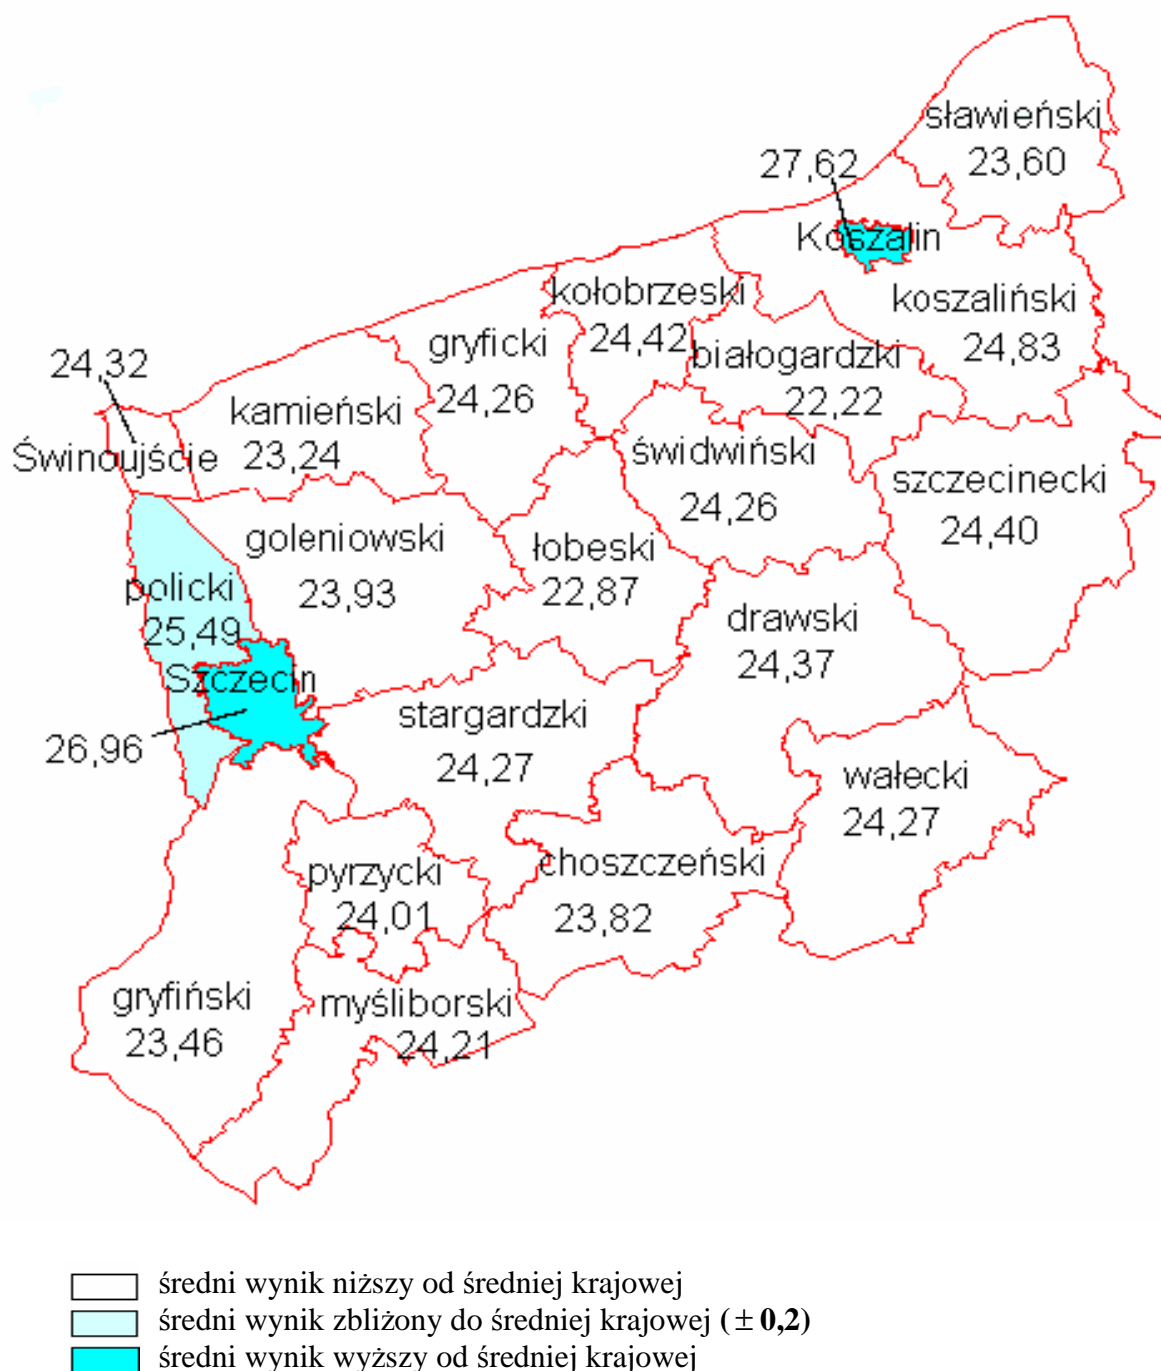 sławieński
23,60
27,62
Koszalin
kołobrzeski
24,42
koszaliński
24,83
gryficki
24,26
białogardzki
22,22
24,32
Świnoujście
kamieński
23,24
świdwiński
24,26
szczecinecki
24,40
goleniowski
23,93
łobeski
22,87
policki
25,49
drawski
24,37
Szczecin
26,96
stargardzki
24,27
wałecki
24,27
pyrzycki
24,01
choszczeński
23,82
gryfiński
23,46
myśliborski
24,21
średni wynik niższy od średniej krajowej
średni wynik zbliżony do średniej krajowej (± 0,2)
średni wynik wyższy od średniej krajowej